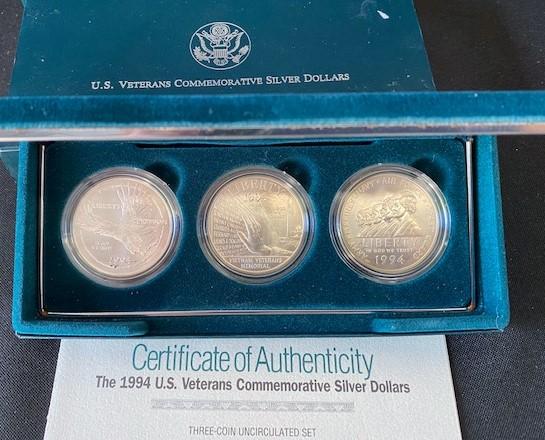 U.S. VETERANS COMMEMORATIVE SILVER DOLLARS
LIBERTY
1994
LIBERTY
VIETNAM VETERANS
MEMORIAL
LIBERTY
IN GOD WE TRUST
1994
Certificate of Authenticity
The 1994 U.S. Veterans Commemorative Silver Dollars
THREE-COIN UNCIRCULATED SET